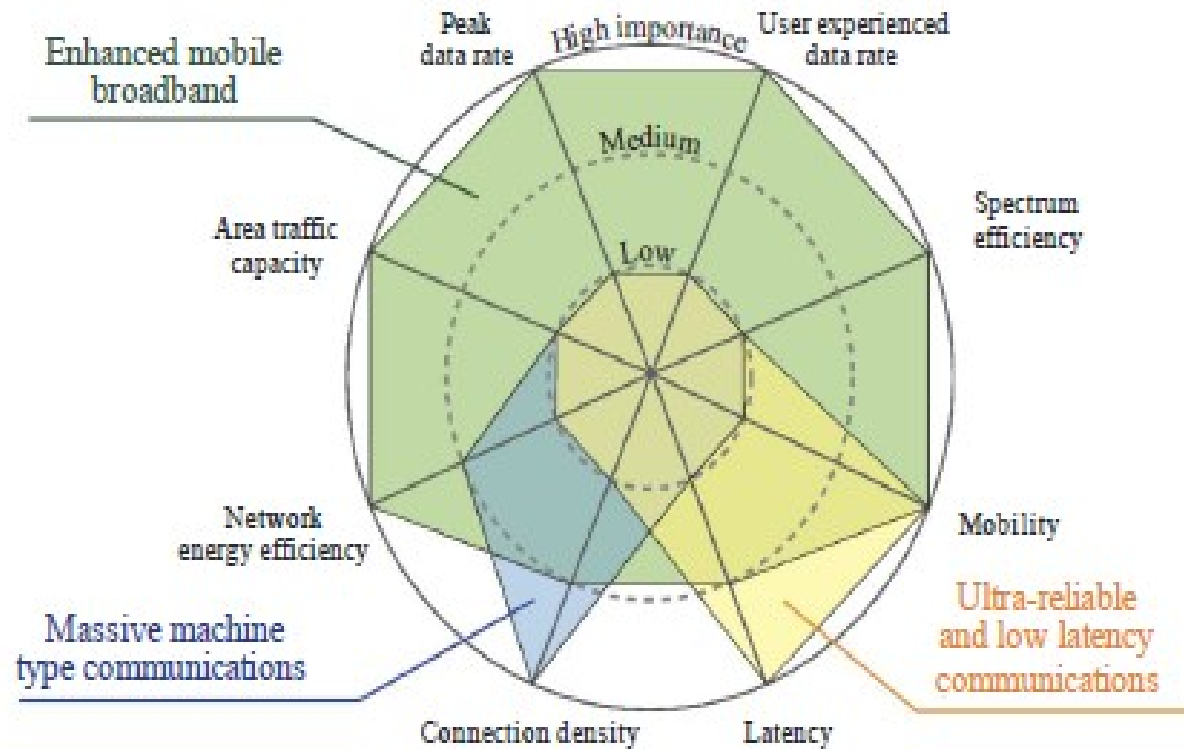 Peak
data rate
High importance
User experienced
data rate
Enhanced mobile
broadband
Medium
Area traffic
capacity
Spectrum
efficiency
Low
Network
energy efficiency
Mobility
Massive machine
type communications
Ultra-reliable
and low latency
communications
Connection density
Latency